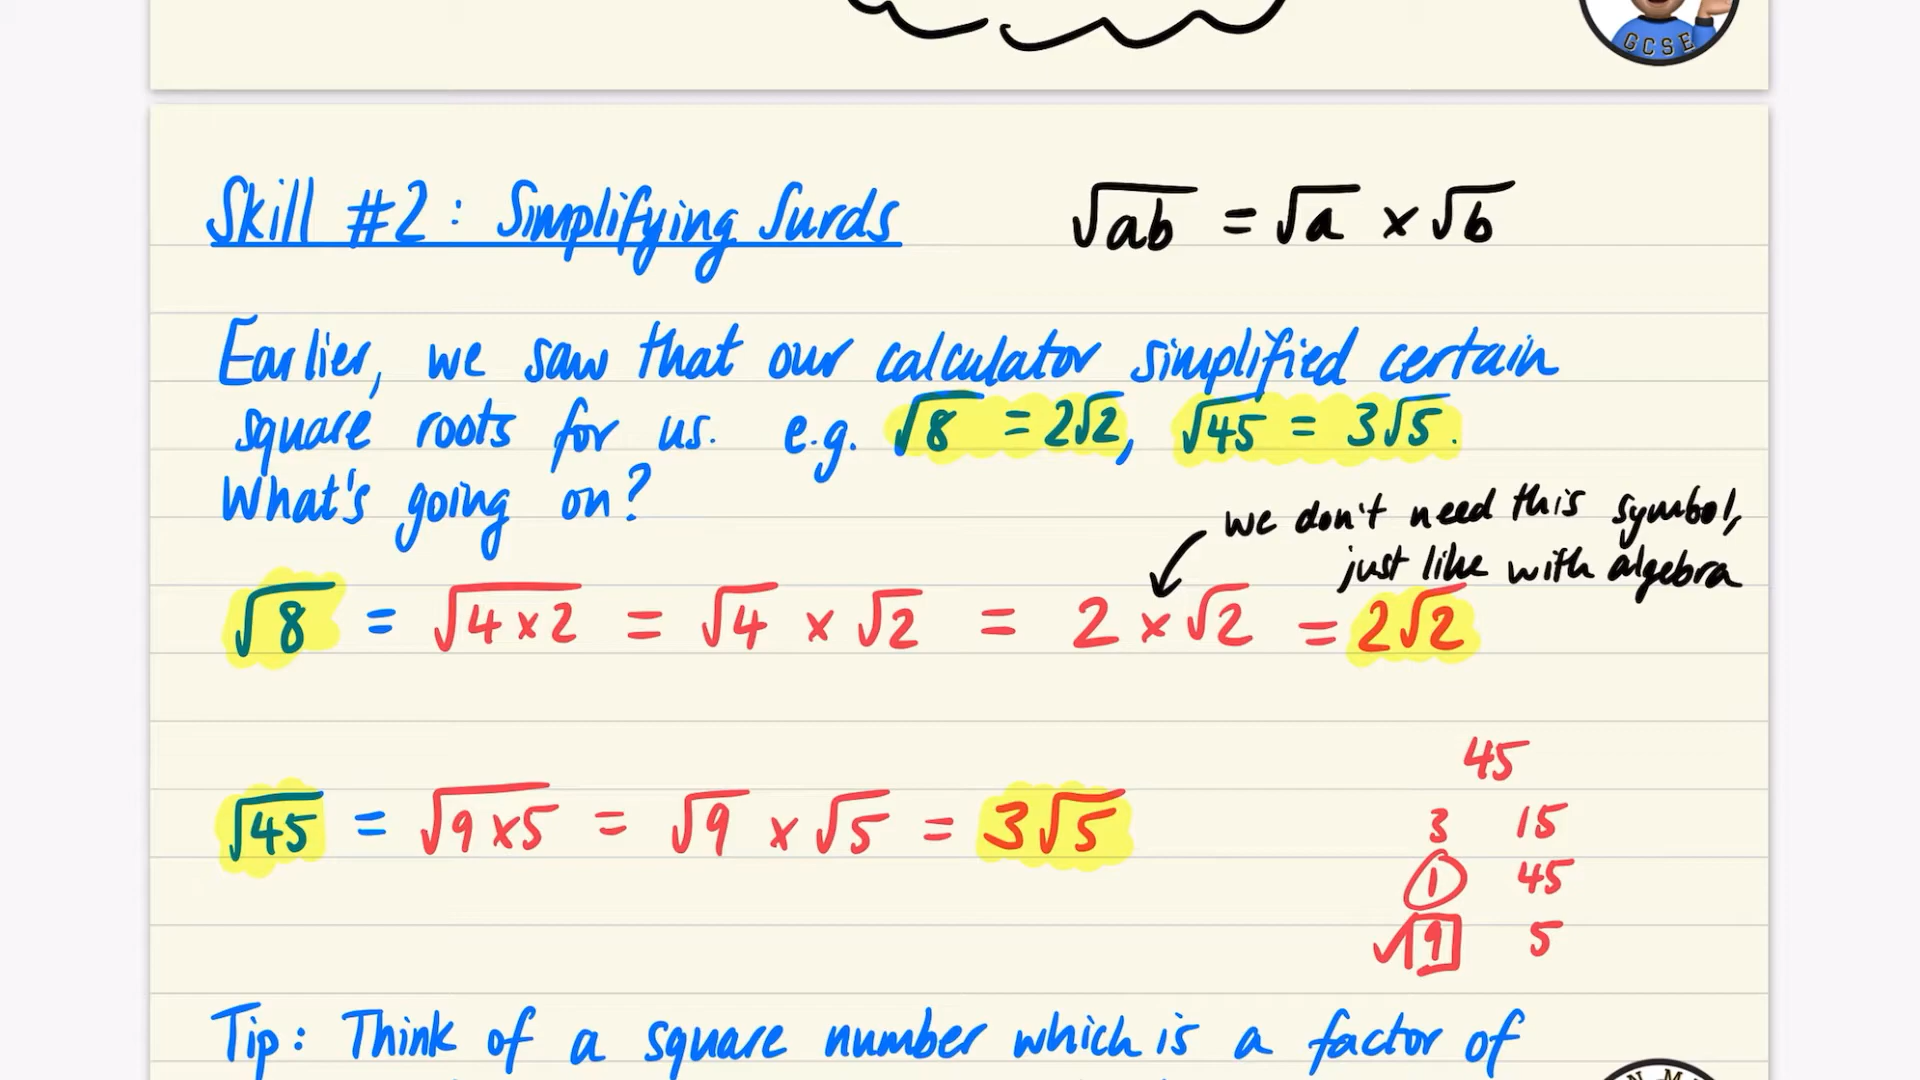 GCSE
Skill #2: Simplifying Surds
√ab = √a × √b
Earlier, we saw that our calculator simplified certain
square roots for us. e.g. √8 = 2√2, √45 = 3√5.
What's going on?
we don't need this symbol,
just like with algebra
√8 = √4×2 = √4 × √2 = 2 × √2 = 2√2
√45 = √9×5 = √9 × √5 = 3√5
45
3 15
1 45
√9 5
Tip: Think of a square number which is a factor of